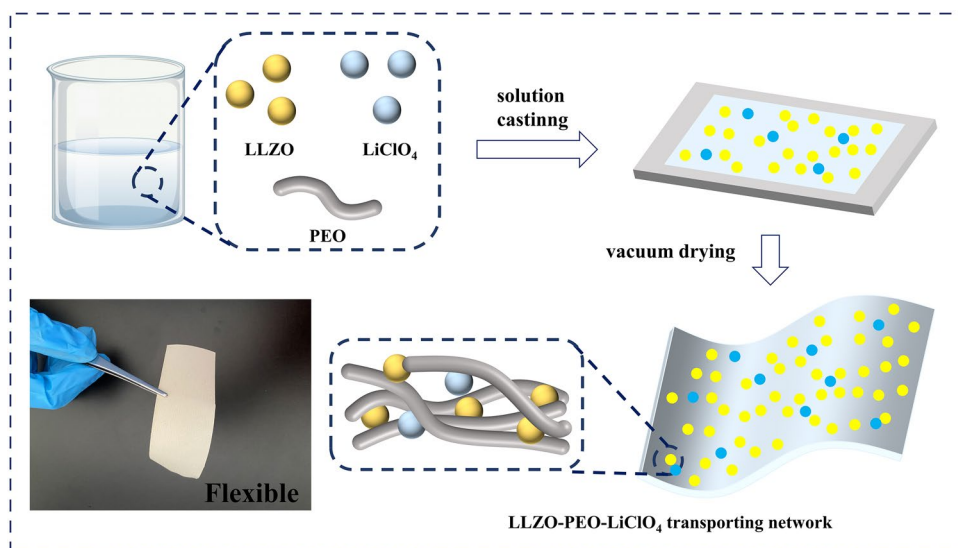 LLZO
LiClO₄
PEO
solution
castinng
vacuum drying
Flexible
LLZO-PEO-LiClO₄ transporting network